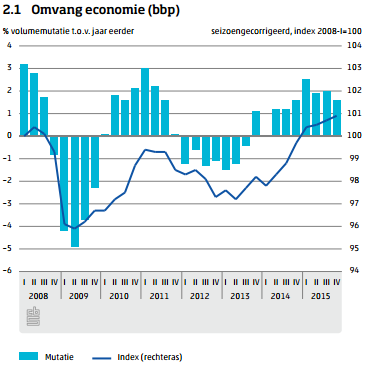 2.1 Omvang economie (bbp)
% volumemutatie t.o.v. jaar eerder seizoengecorrigeerd, index 2008-I=100
4 104
3 103
2 102
1 101
0 100
-1 99
-2 98
-3 97
-4 96
-5 95
-6 94
I II III IV I II III IV I II III IV I II III IV I II III IV I II III IV I II III IV I II III IV
2008 2009 2010 2011 2012 2013 2014 2015
Mutatie Index (rechteras)